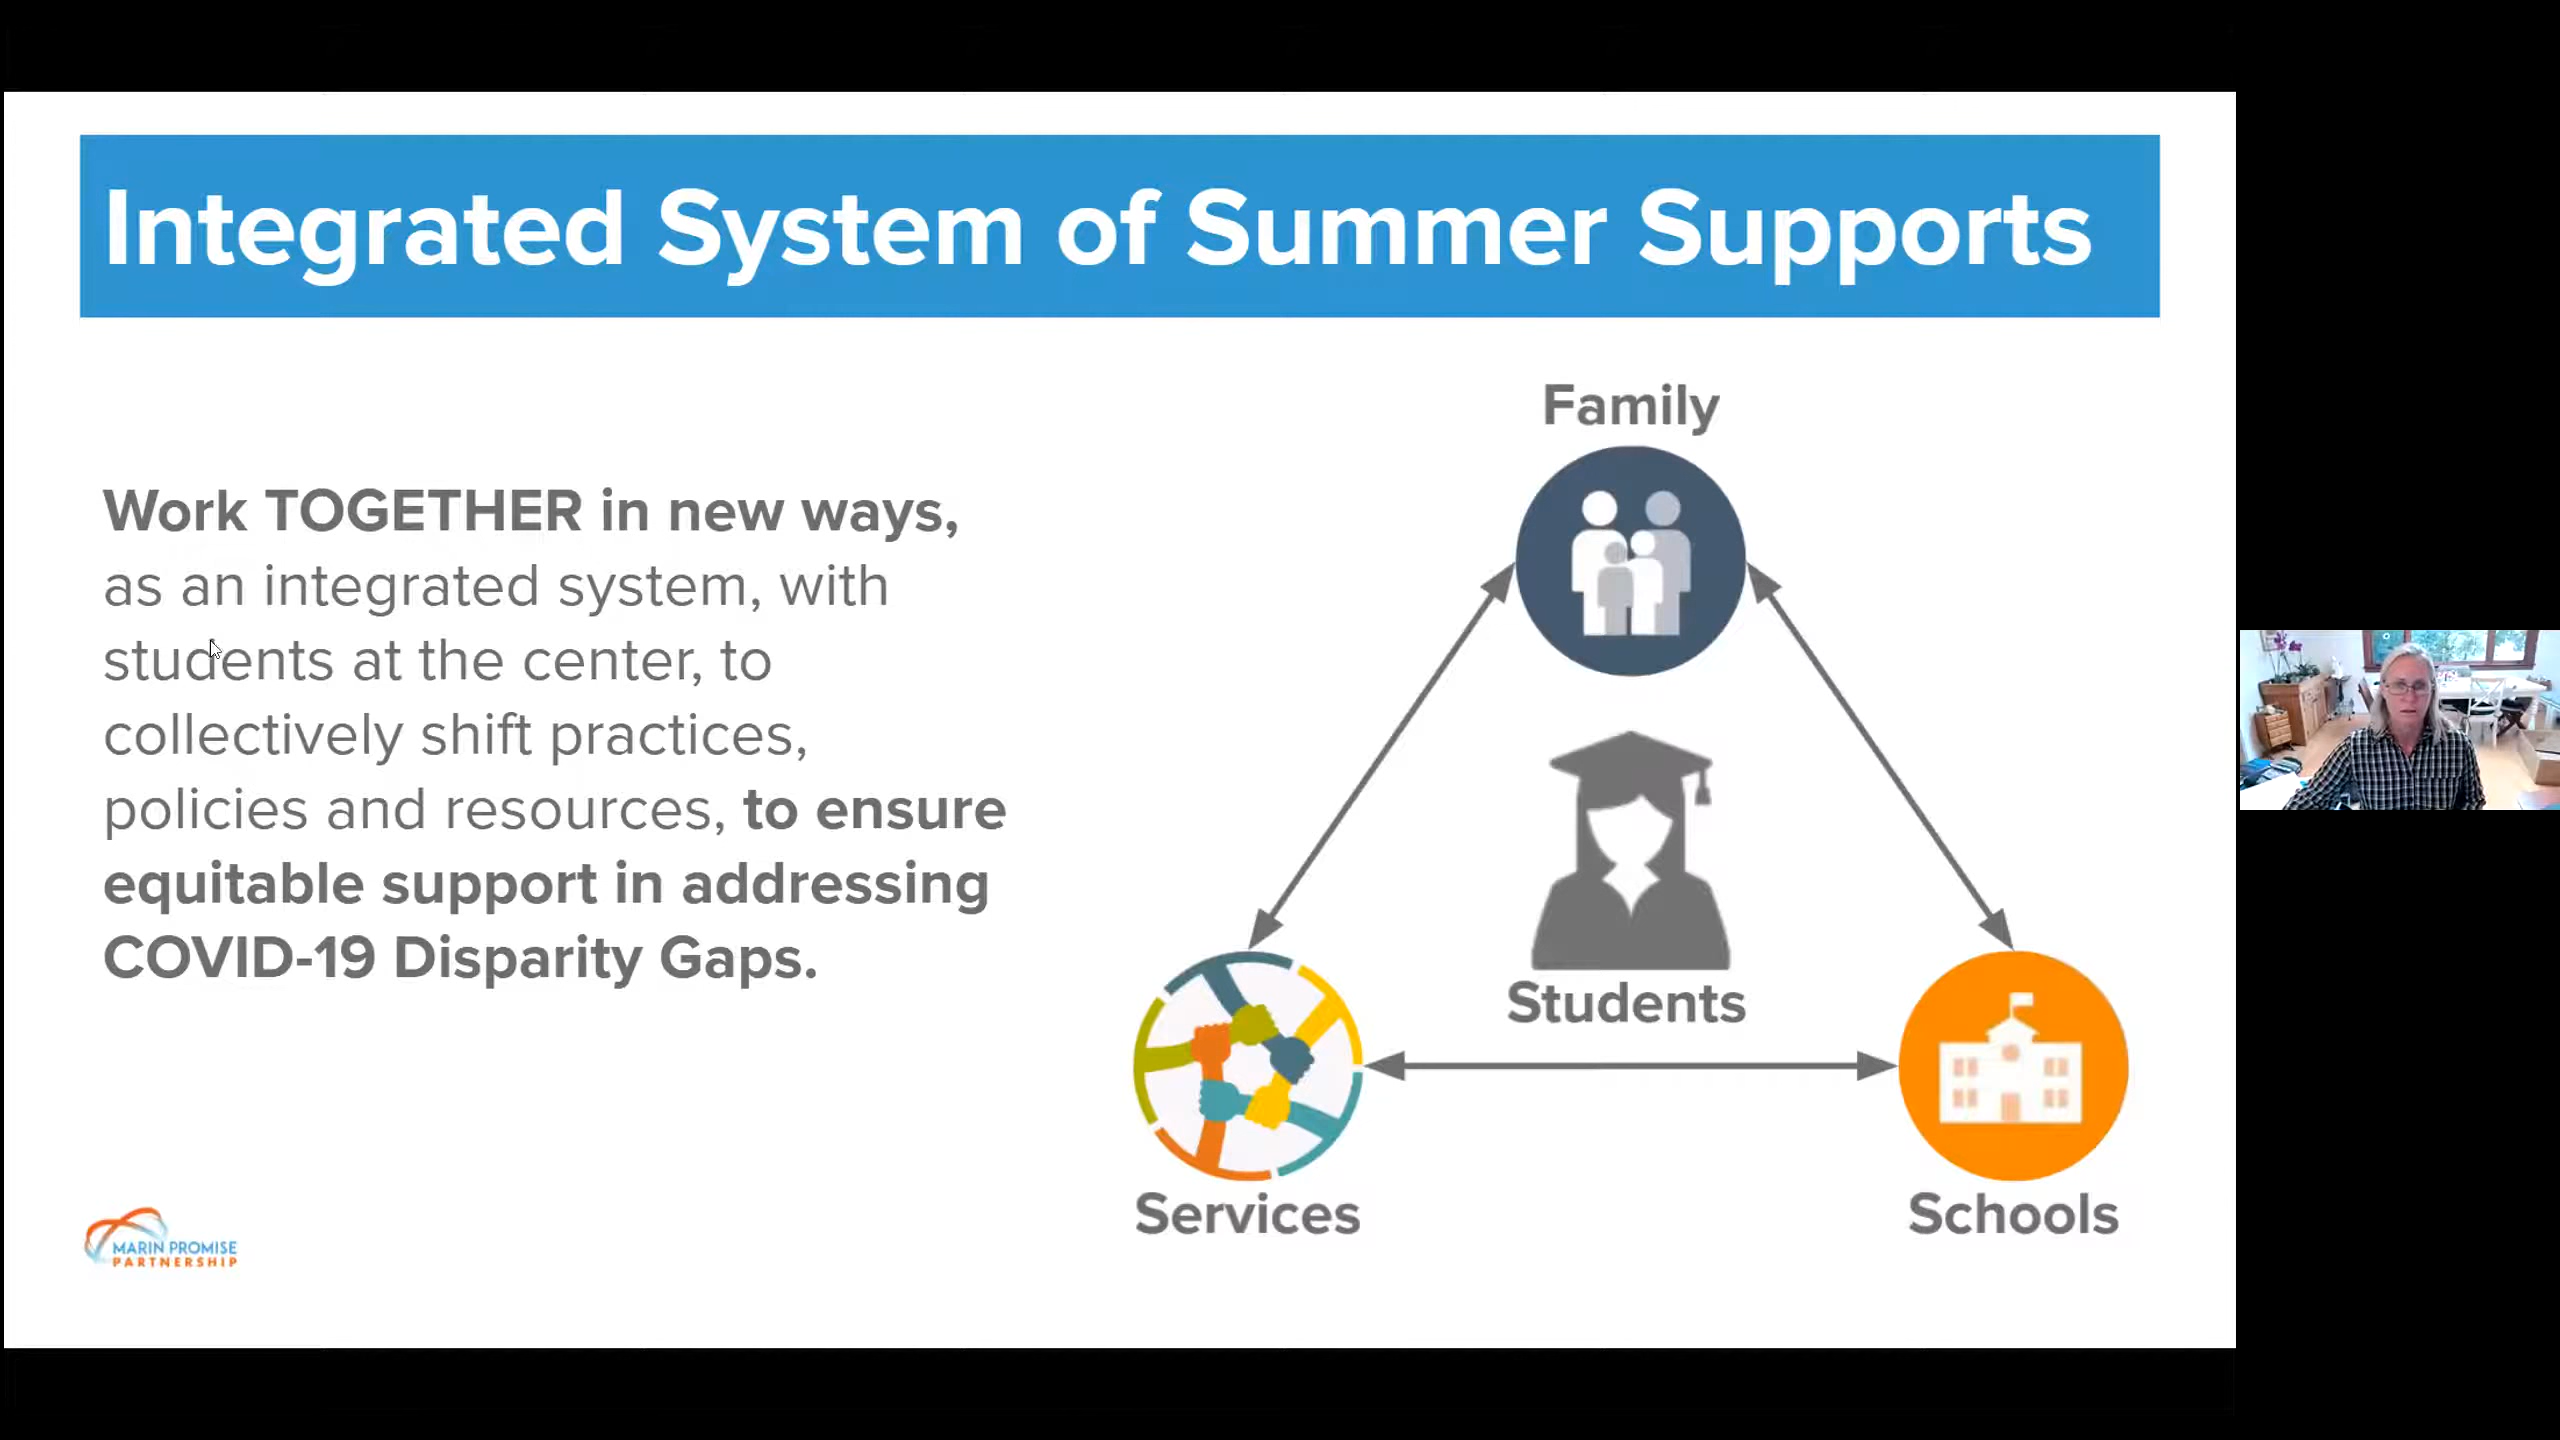 Integrated System of Summer Supports
Work TOGETHER in new ways,
as an integrated system, with
students at the center, to
collectively shift practices,
policies and resources, to ensure
equitable support in addressing
COVID-19 Disparity Gaps.
Family
Students
Services
Schools
MARIN PROMISE
PARTNERSHIP